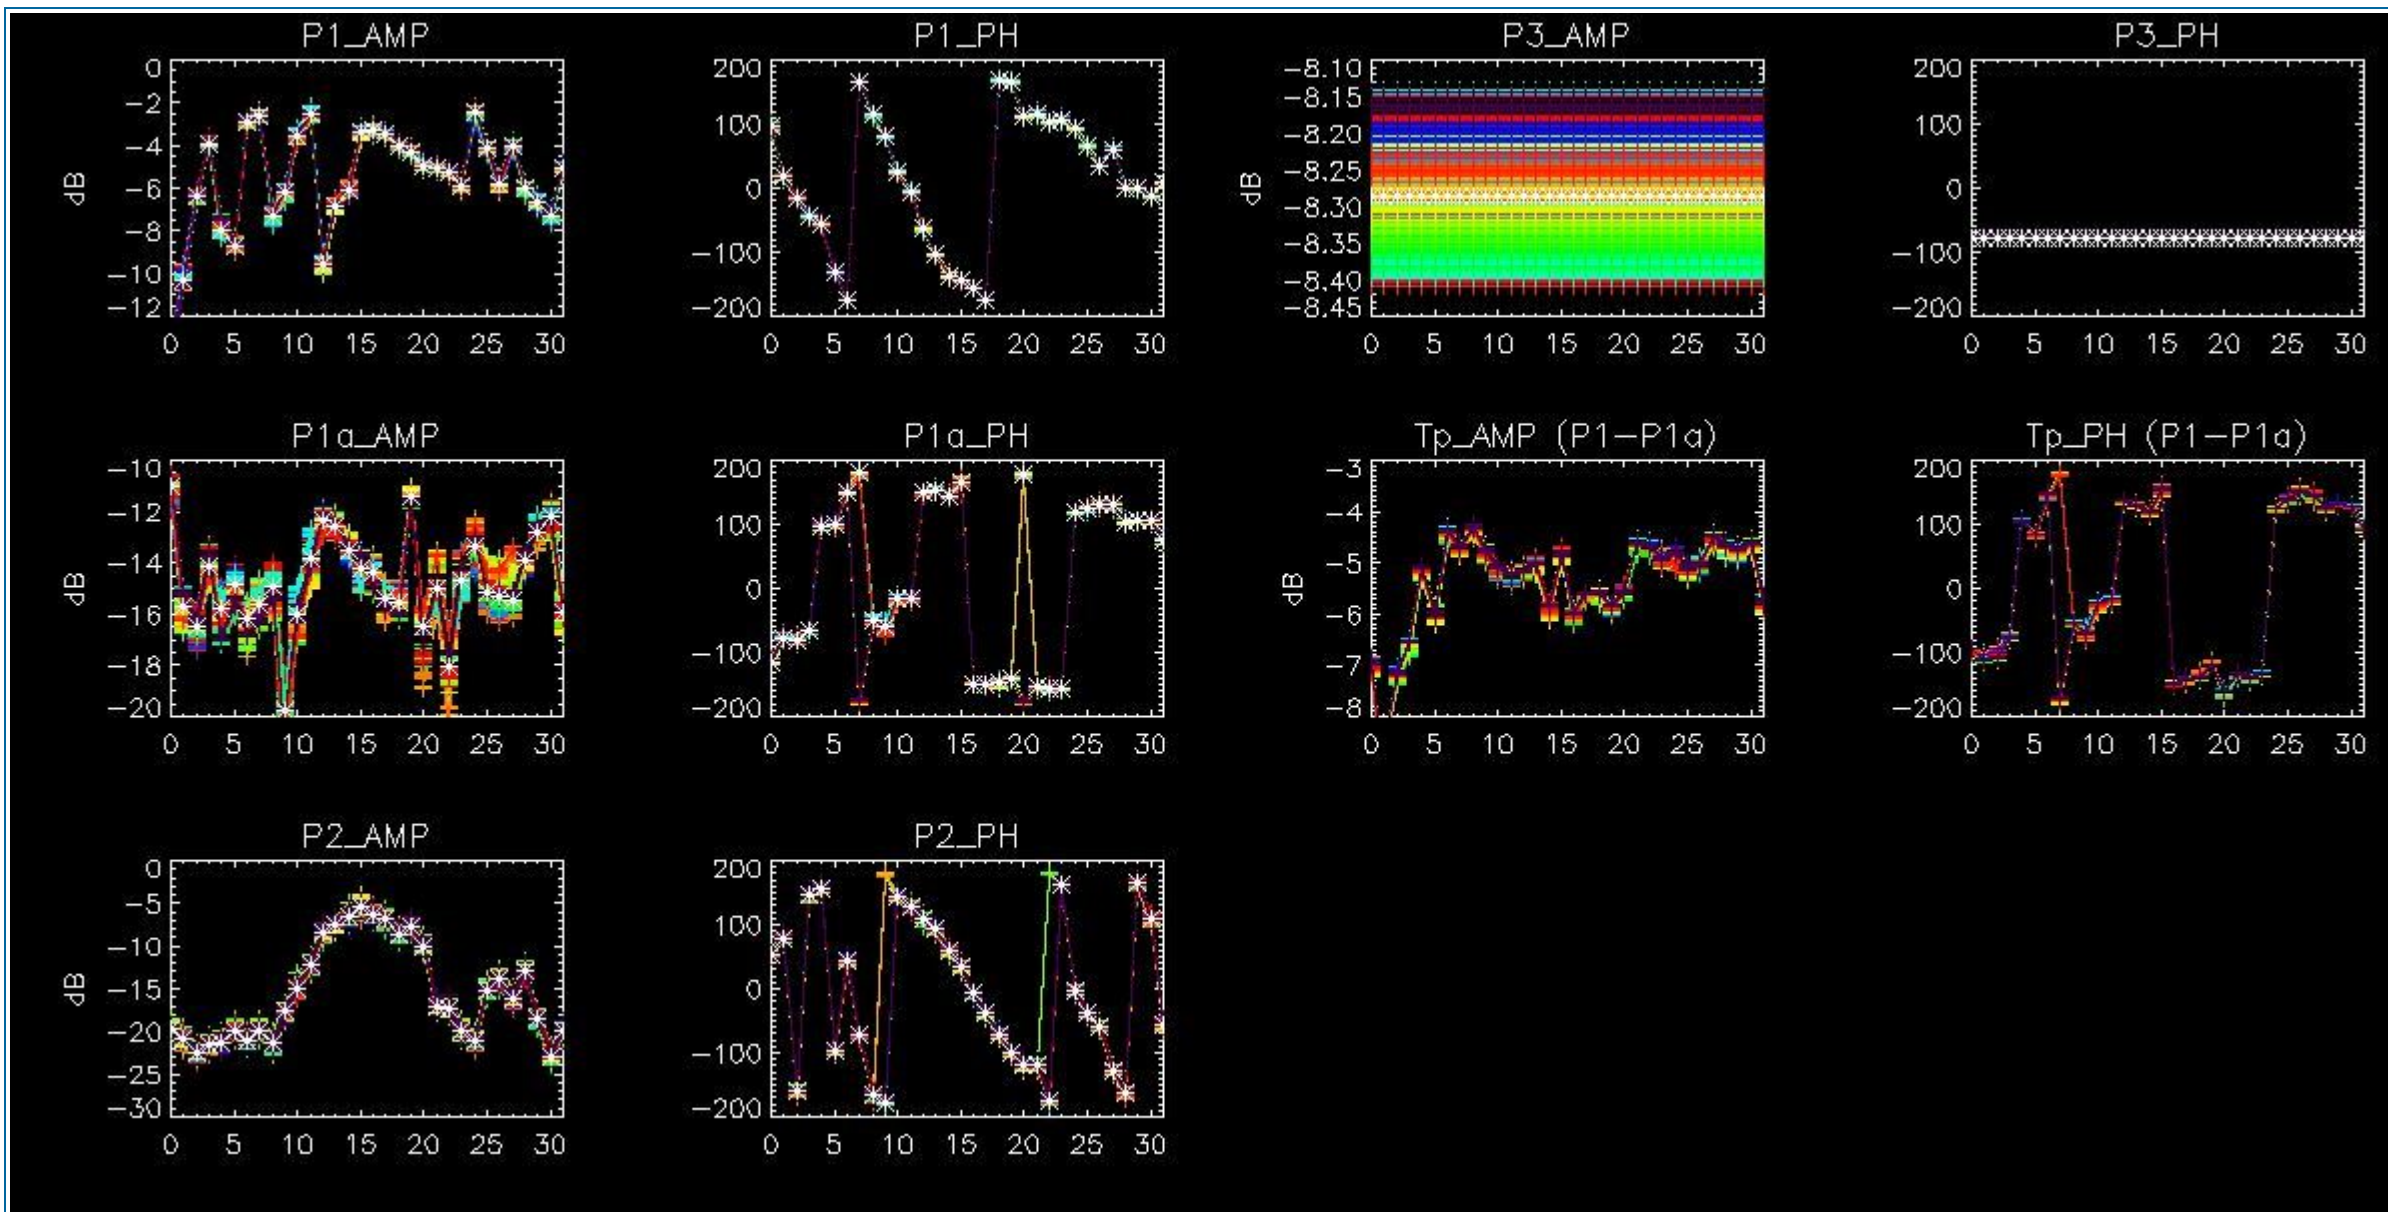 P1_AMP
0
−2
−4
−6
−8
−10
−12
dB
0 5 10 15 20 25 30
P1_PH
200
100
0
−100
−200
0 5 10 15 20 25 30
P3_AMP
−8.10
−8.15
−8.20
−8.25
−8.30
−8.35
−8.40
−8.45
dB
0 5 10 15 20 25 30
P3_PH
200
100
0
−100
−200
0 5 10 15 20 25 30
P1a_AMP
−10
−12
−14
−16
−18
−20
dB
0 5 10 15 20 25 30
P1a_PH
200
100
0
−100
−200
0 5 10 15 20 25 30
Tp_AMP (P1−P1a)
−3
−4
−5
−6
−7
−8
dB
0 5 10 15 20 25 30
Tp_PH (P1−P1a)
200
100
0
−100
−200
0 5 10 15 20 25 30
P2_AMP
0
−5
−10
−15
−20
−25
−30
dB
0 5 10 15 20 25 30
P2_PH
200
100
0
−100
−200
0 5 10 15 20 25 30